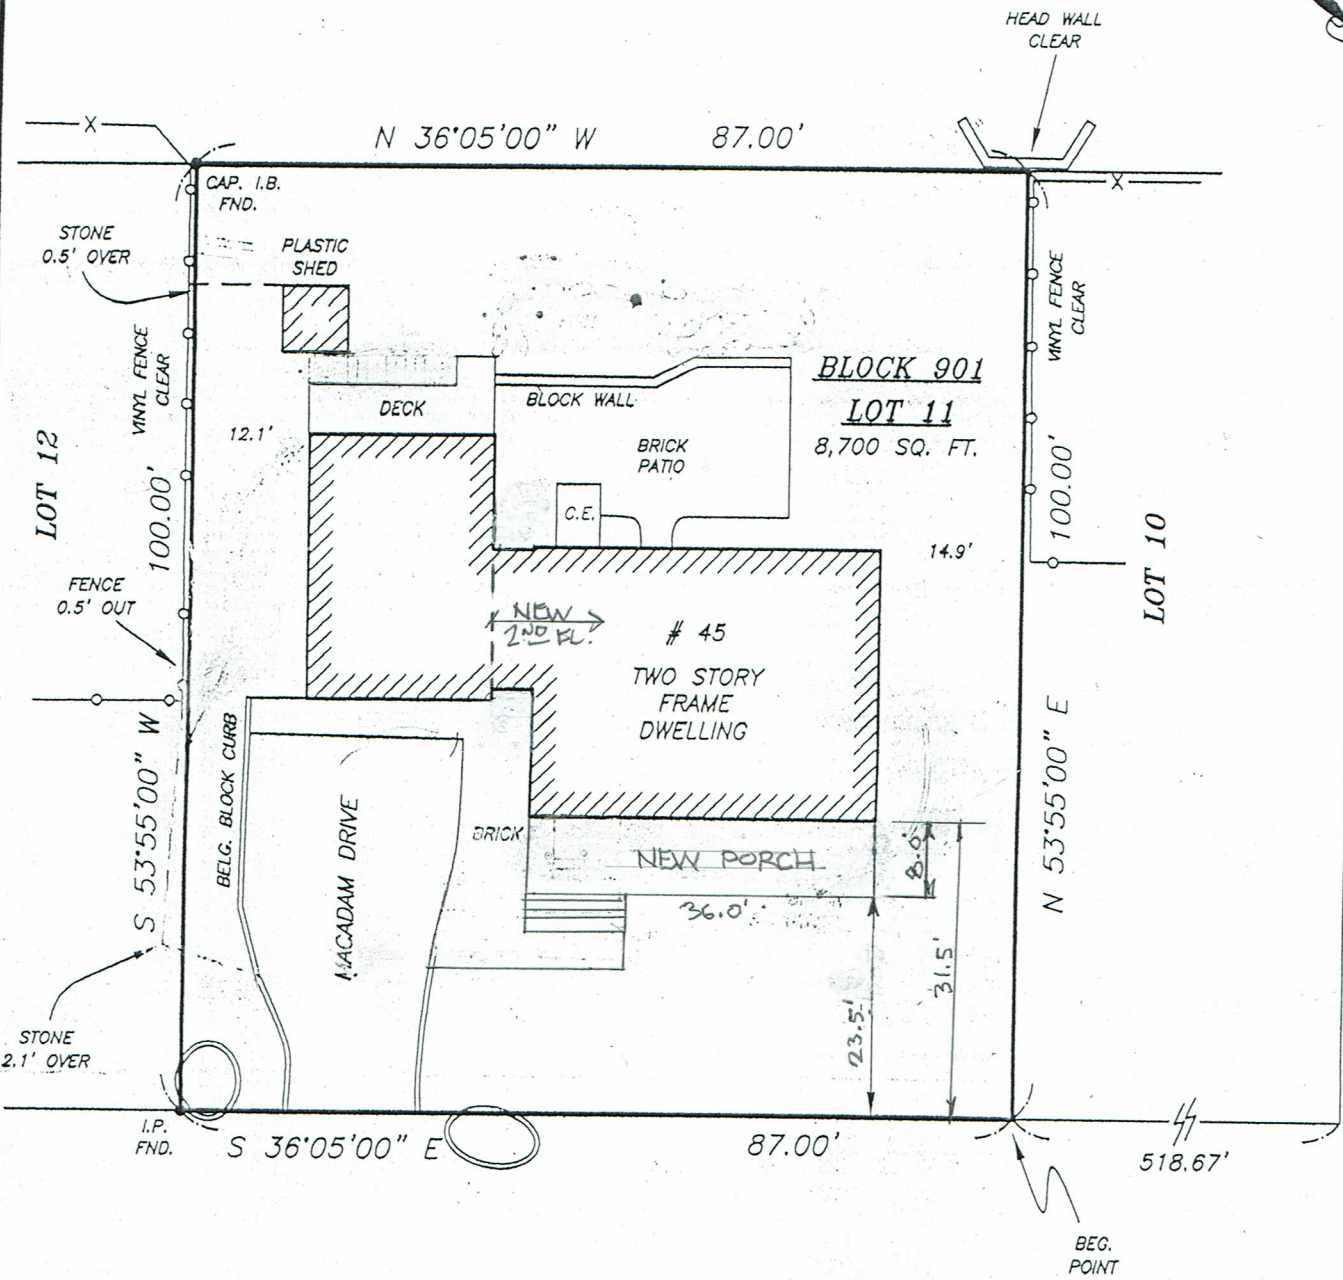 HEAD WALL
CLEAR
X
N 36°05'00" W 87.00'
CAP. I.B.
FND.
X
STONE
0.5' OVER
PLASTIC
SHED
VINYL FENCE
CLEAR
VINYL FENCE
CLEAR
BLOCK 901
LOT 11
8,700 SQ. FT.
DECK
BLOCK WALL
BRICK
PATIO
12.1'
LOT 12
100.00'
100.00'
C.E.
14.9'
LOT 10
FENCE
0.5' OUT
NEW
2ND FL.
# 45
TWO STORY
FRAME
DWELLING
S 53°55'00" W
BELG. BLOCK CURB
MACADAM DRIVE
N 53°55'00" E
BRICK
NEW PORCH
8.0'
36.0'
31.5'
23.5'
STONE
2.1' OVER
I.P.
FND.
S 36°05'00" E 87.00'
518.67'
BEG.
POINT